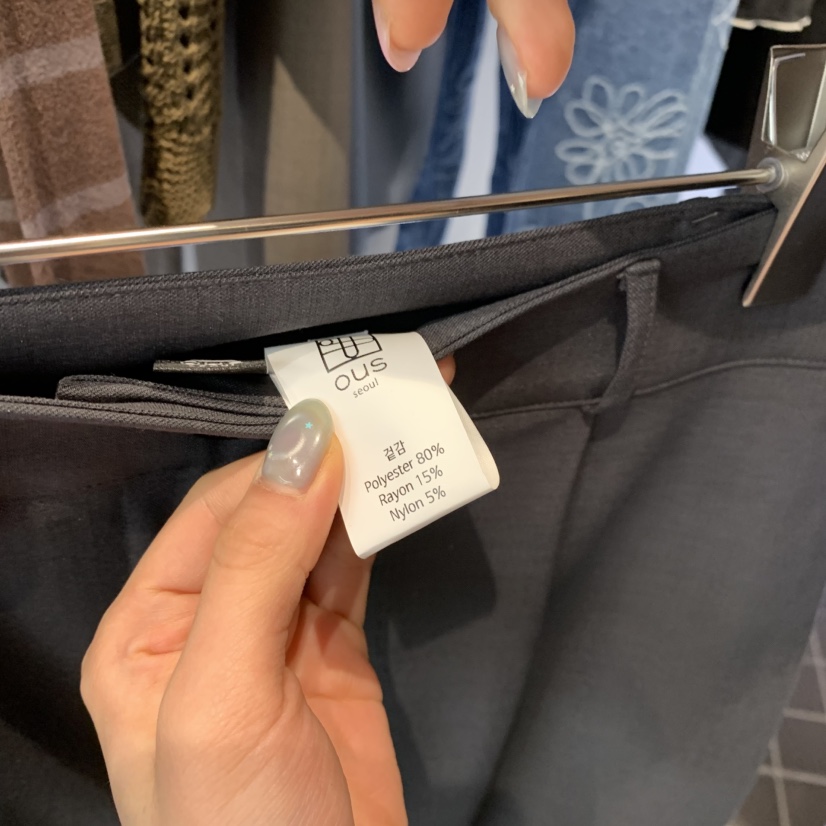 ous
seoul
겉감
Polyester 80%
Rayon 15%
Nylon 5%